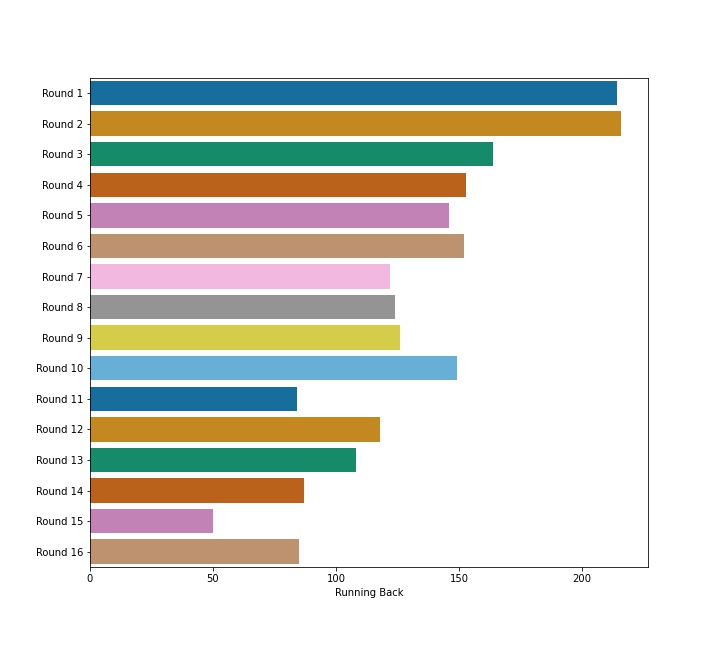 Round 1
Round 2
Round 3
Round 4
Round 5
Round 6
Round 7
Round 8
Round 9
Round 10
Round 11
Round 12
Round 13
Round 14
Round 15
Round 16
0 50 100 150 200
Running Back